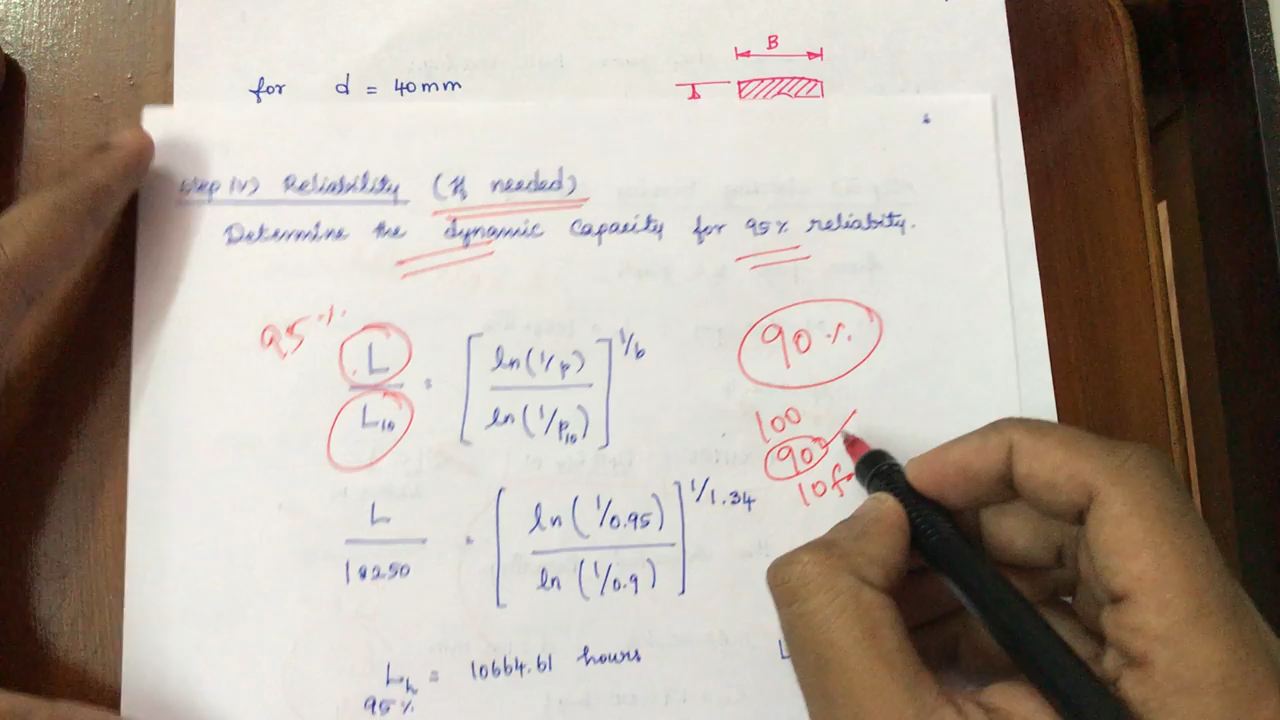 B
for d = 40mm
b
Step (iv) Reliability (If needed)
Determine the dynamic capacity for 95% reliabity.
95% L / L10 = [ ln(1/p) / ln(1/p10) ]^1/b
90%
100
90
10f
L / 18250 = [ ln(1/0.95) / ln(1/0.9) ]^1/1.34
Lh 95% = 10664.61 hours
L